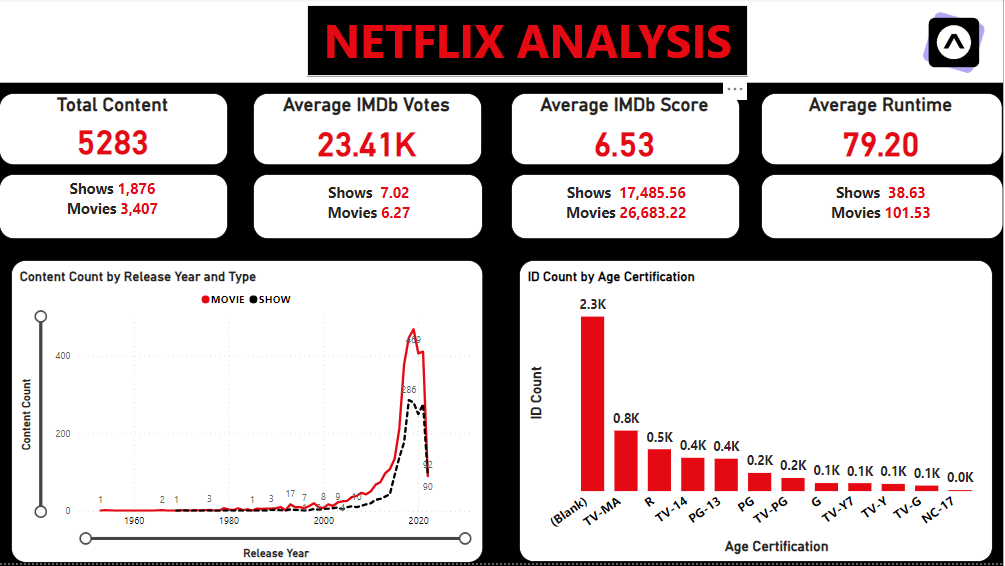 NETFLIX ANALYSIS
Total Content
5283
Average IMDb Votes
23.41K
Average IMDb Score
6.53
Average Runtime
79.20
Shows 1,876
Movies 3,407
Shows 7.02
Movies 6.27
Shows 17,485.56
Movies 26,683.22
Shows 38.63
Movies 101.53
Content Count by Release Year and Type
MOVIE SHOW
Content Count
400
200
0
1
2
1
3
1
3
17
7
8
9
286
92
90
1960
1980
2000
2020
Release Year
ID Count by Age Certification
ID Count
2.3K
0.8K
0.5K
0.4K
0.4K
0.2K
0.2K
0.1K
0.1K
0.1K
0.1K
0.0K
(Blank)
TV-MA
R
TV-14
PG-13
PG
TV-PG
G
TV-Y7
TV-Y
TV-G
NC-17
Age Certification